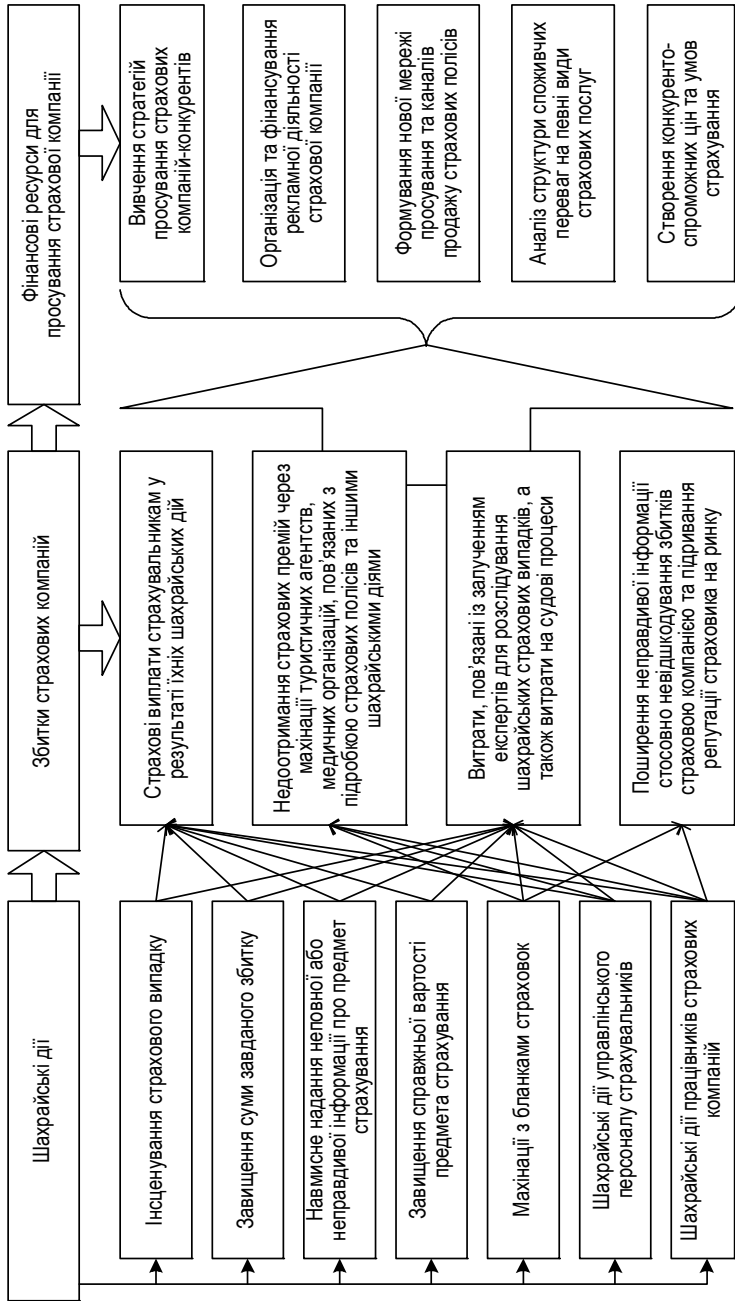 Шахрайські дії
Збитки страхових компаній
Фінансові ресурси для
просування страхової компанії
Інсценування страхового випадку
Завищення суми завданого збитку
Навмисне надання неповної або
неправдивої інформації про предмет
страхування
Завищення справжньої вартості
предмета страхування
Махінації з бланками страховок
Шахрайські дії управлінського
персоналу страхувальників
Шахрайські дії працівників страхових
компаній
Страхові виплати страхувальникам у
результаті їхніх шахрайських дій
Недоотримання страхових премій через
махінації туристичних агентств,
медичних організацій, пов’язаних з
підробкою страхових полісів та іншими
шахрайськими діями
Витрати, пов’язані із залученням
експертів для розслідування
шахрайських страхових випадків, а
також витрати на судові процеси
Поширення неправдивої інформації
стосовно невідшкодування збитків
страховою компанією та підривання
репутації страховика на ринку
Вивчення стратегій
просування страхових
компаній-конкурентів
Організація та фінансування
рекламної діяльності
страхової компанії
Формування нової мережі
просування та каналів
продажу страхових полісів
Аналіз структури споживчих
переваг на певні види
страхових послуг
Створення конкуренто-
спроможних цін та умов
страхування